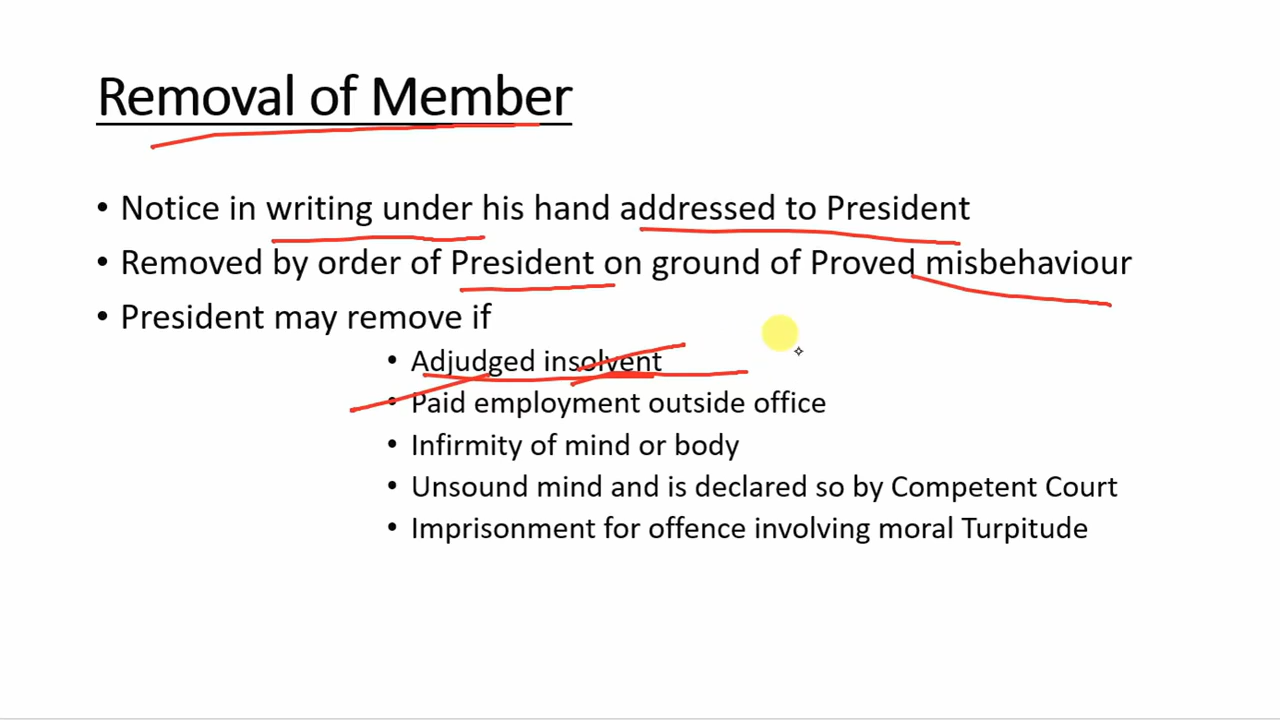 Removal of Member
• Notice in writing under his hand addressed to President
• Removed by order of President on ground of Proved misbehaviour
• President may remove if
• Adjudged insolvent
• Paid employment outside office
• Infirmity of mind or body
• Unsound mind and is declared so by Competent Court
• Imprisonment for offence involving moral Turpitude